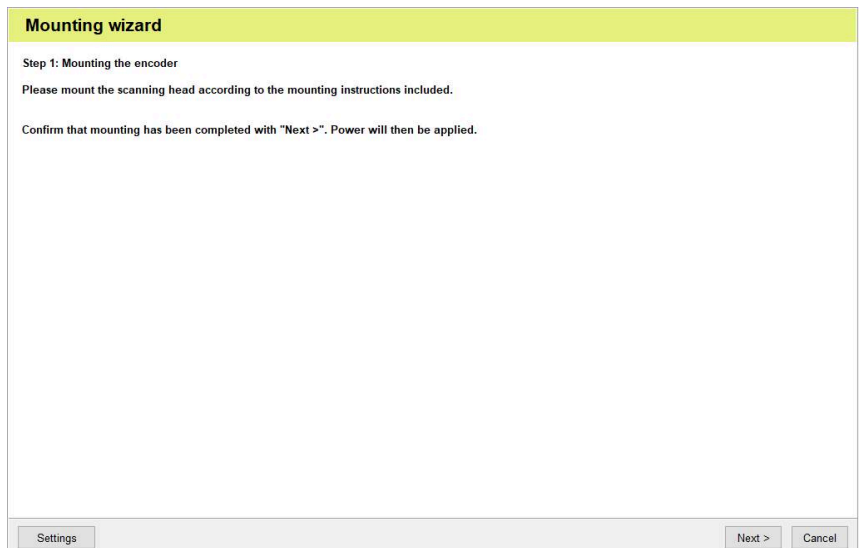 Mounting wizard
Step 1: Mounting the encoder
Please mount the scanning head according to the mounting instructions included.
Confirm that mounting has been completed with "Next >". Power will then be applied.
Settings Next > Cancel